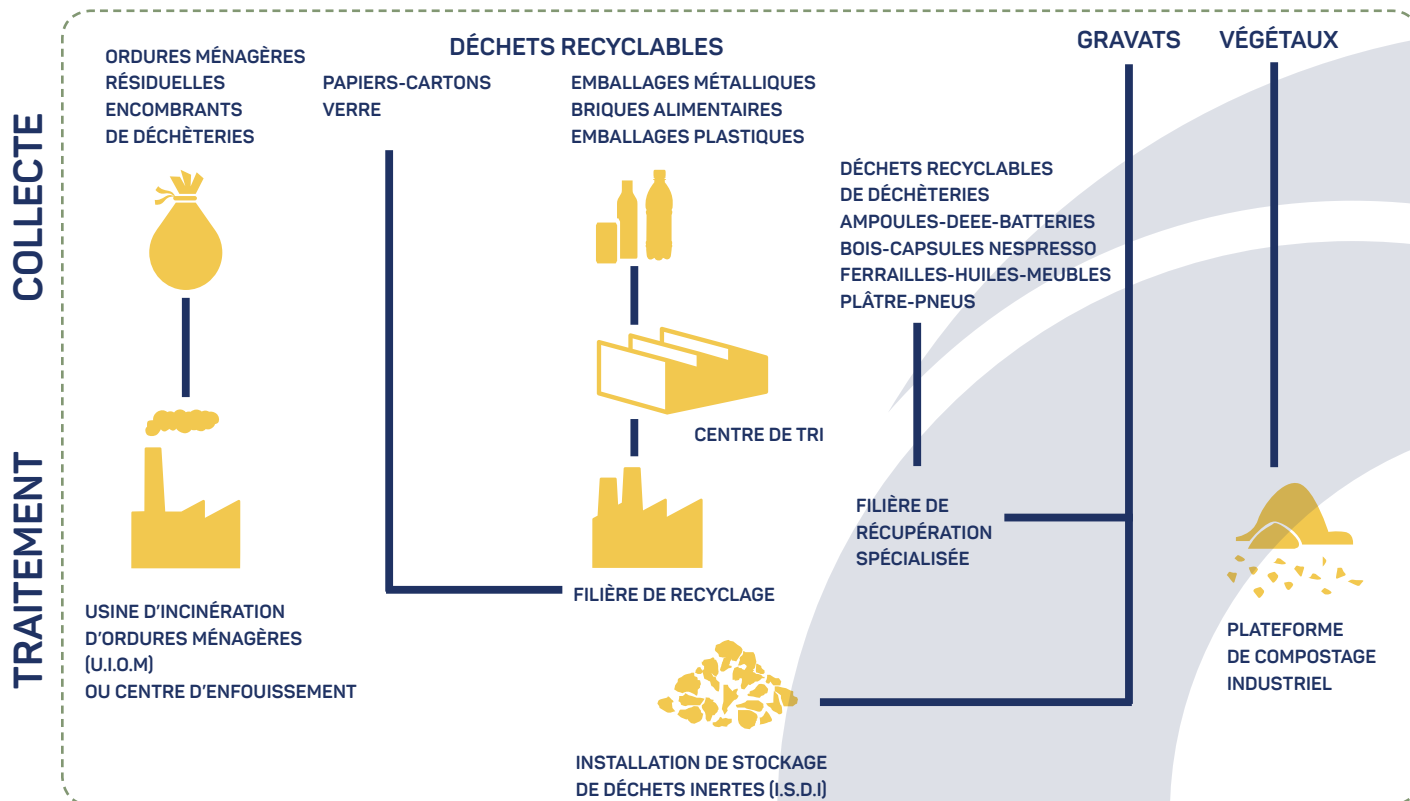 COLLECTE
TRAITEMENT
ORDURES MÉNAGÈRES
RÉSIDUELLES
ENCOMBRANTS
DE DÉCHÈTERIES
DÉCHETS RECYCLABLES
PAPIERS-CARTONS
VERRE
EMBALLAGES MÉTALLIQUES
BRIQUES ALIMENTAIRES
EMBALLAGES PLASTIQUES
DÉCHETS RECYCLABLES
DE DÉCHÈTERIES
AMPOULES-DEEE-BATTERIES
BOIS-CAPSULES NESPRESSO
FERRAILLES-HUILES-MEUBLES
PLÂTRE-PNEUS
GRAVATS
VÉGÉTAUX
CENTRE DE TRI
USINE D'INCINÉRATION
D'ORDURES MÉNAGÈRES
(U.I.O.M)
OU CENTRE D'ENFOUISSEMENT
FILIÈRE DE RECYCLAGE
FILIÈRE DE
RÉCUPÉRATION
SPÉCIALISÉE
INSTALLATION DE STOCKAGE
DE DÉCHETS INERTES (I.S.D.I)
PLATEFORME
DE COMPOSTAGE
INDUSTRIEL